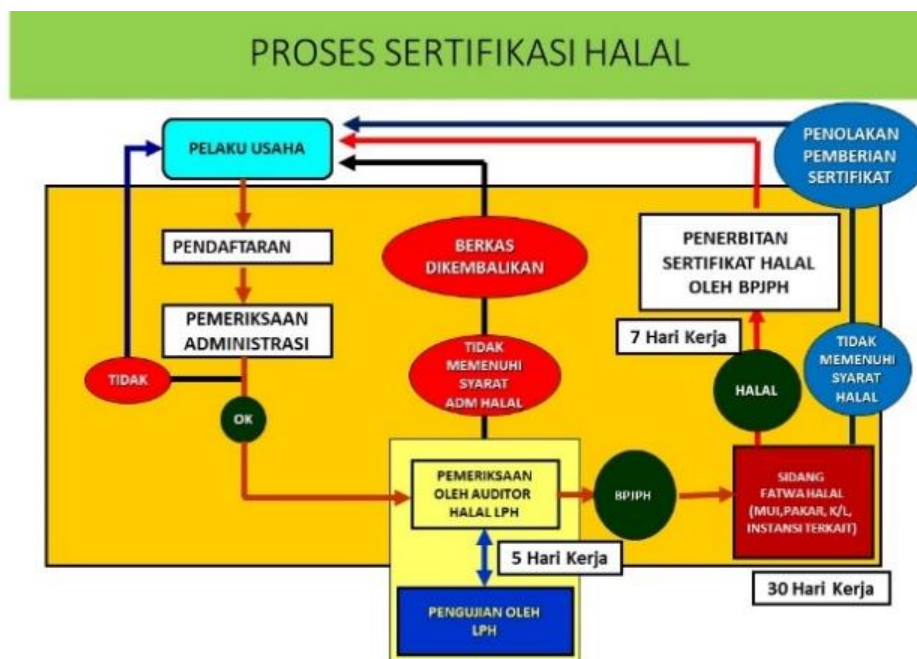 PROSES SERTIFIKASI HALAL
PELAKU USAHA
PENOLAKAN
PEMBERIAN
SERTIFIKAT
PENDAFTARAN
BERKAS
DIKEMBALIKAN
PENERBITAN
SERTIFIKAT HALAL
OLEH BPJPH
PEMERIKSAAN
ADMINISTRASI
7 Hari Kerja
TIDAK
TIDAK
MEMENUHI
SYARAT
ADM HALAL
HALAL
TIDAK
MEMENUHI
SYARAT
HALAL
OK
PEMERIKSAAN
OLEH AUDITOR
HALAL LPH
BPJPH
SIDANG
FATWA HALAL
(MUI,PAKAR, K/L,
INSTANSI TERKAIT)
5 Hari Kerja
30 Hari Kerja
PENGUJIAN OLEH
LPH